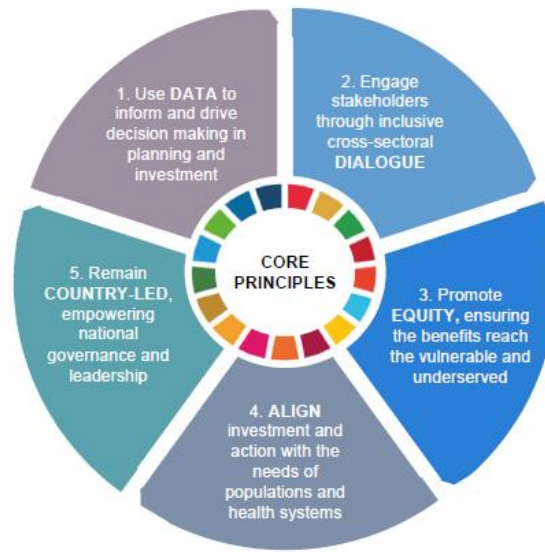 1. Use DATA to
inform and drive
decision making in
planning and
investment
2. Engage
stakeholders
through inclusive
cross-sectoral
DIALOGUE
3. Promote
EQUITY, ensuring
the benefits reach
the vulnerable and
underserved
4. ALIGN
investment and
action with the
needs of
populations and
health systems
5. Remain
COUNTRY-LED,
empowering
national
governance and
leadership
CORE
PRINCIPLES